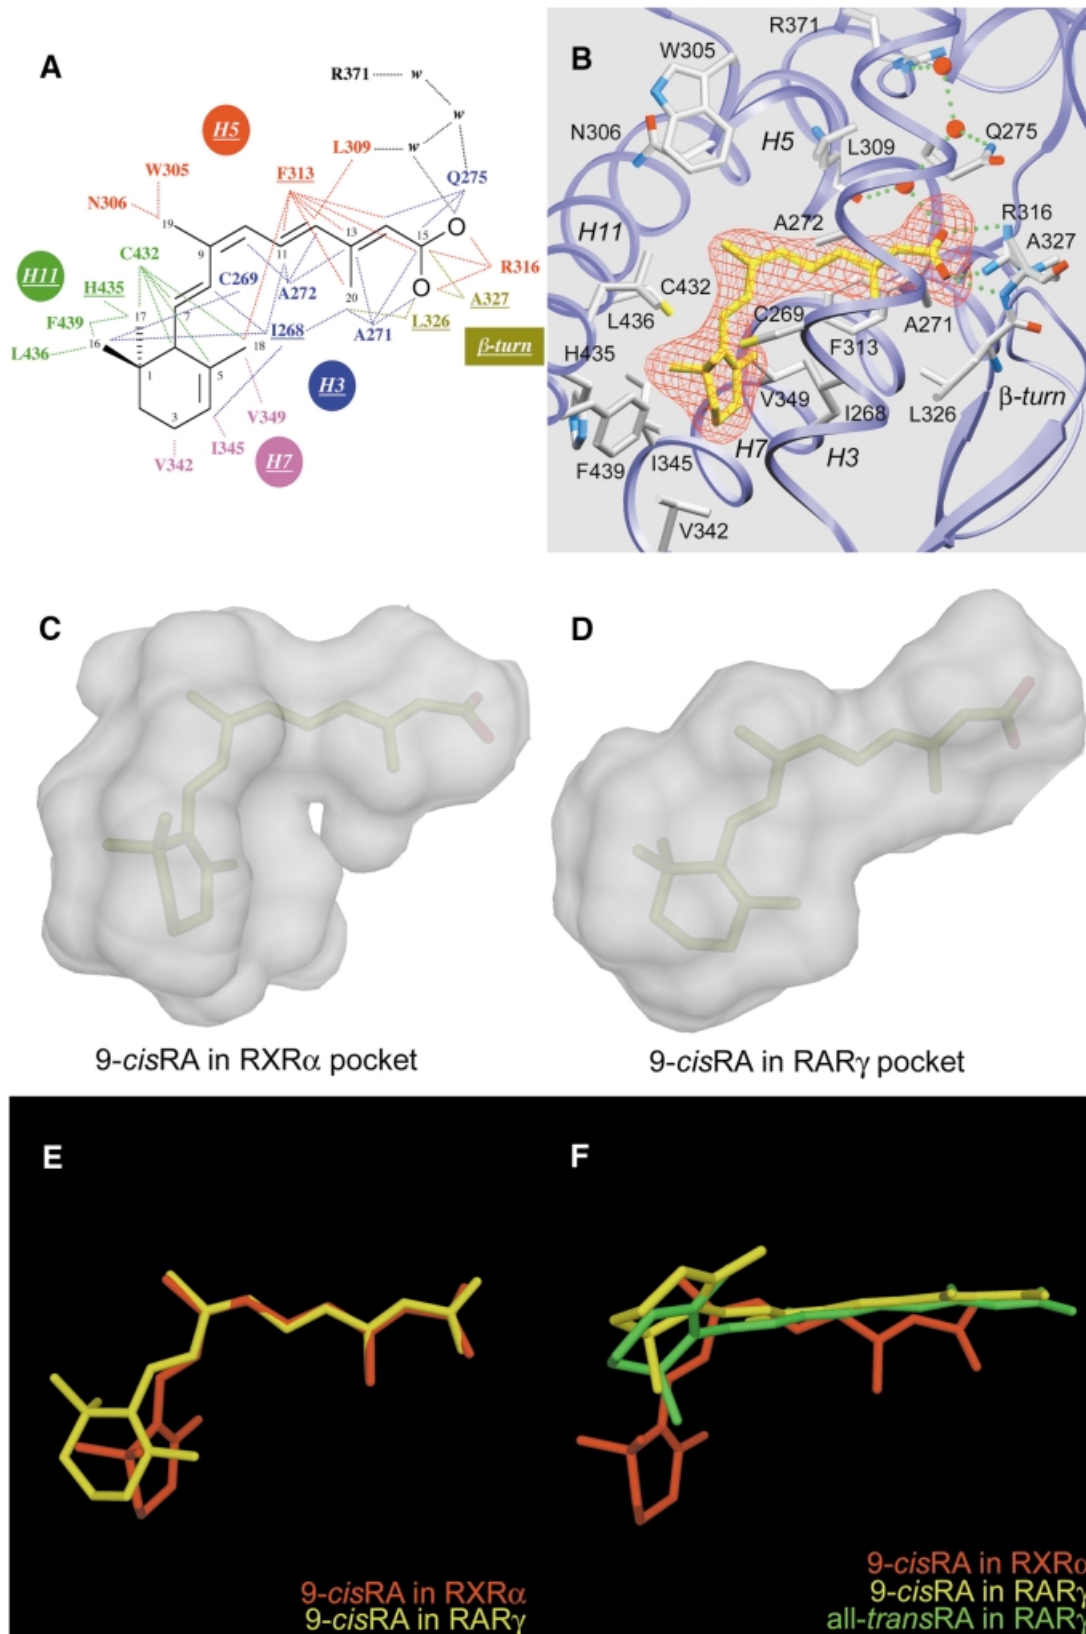 A
R371
w
H5
w
W305
L309
w
F313
Q275
N306
19
O
13
15
9
11
H11
C432
R316
C269
A272
O
H435
20
A327
17
7
F439
I268
A271
L326
L436
16
18
β-turn
1
5
H3
3
V349
I345
V342
H7
B
R371
W305
N306
H5
L309
Q275
A272
R316
H11
A327
C432
L436
C269
A271
F313
H435
V349
I268
L326
β-turn
H7
H3
F439
I345
V342
C
D
9-cisRA in RXRα pocket
9-cisRA in RARγ pocket
E
F
9-cisRA in RXRα
9-cisRA in RARγ
9-cisRA in RXRα
9-cisRA in RARγ
all-transRA in RARγ